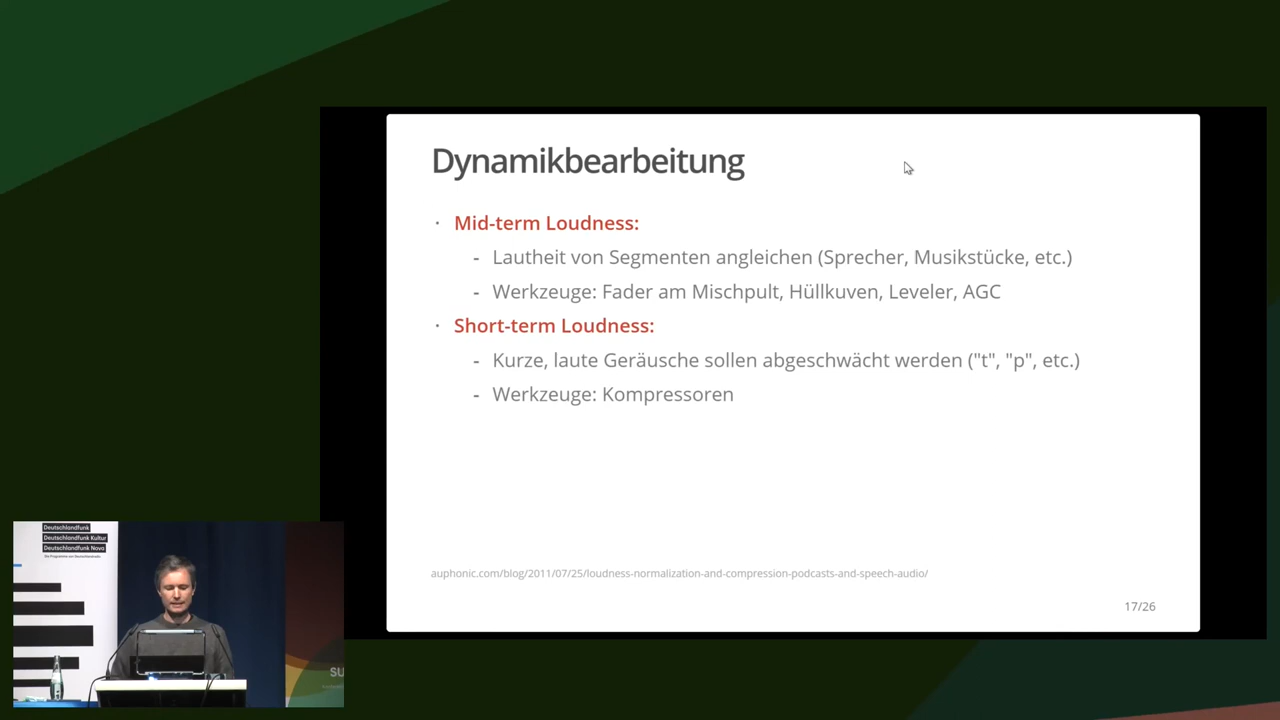 Dynamikbearbeitung
· Mid-term Loudness:
- Lautheit von Segmenten angleichen (Sprecher, Musikstücke, etc.)
- Werkzeuge: Fader am Mischpult, Hüllkuven, Leveler, AGC
· Short-term Loudness:
- Kurze, laute Geräusche sollen abgeschwächt werden ("t", "p", etc.)
- Werkzeuge: Kompressoren
auphonic.com/blog/2011/07/25/loudness-normalization-and-compression-podcasts-and-speech-audio/
17/26
Deutschlandfunk
Deutschlandfunk Kultur
Deutschlandfunk Nova
SU